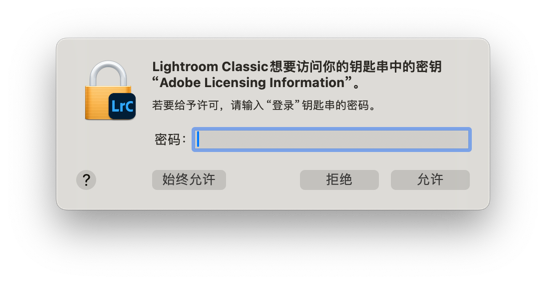 Lightroom Classic想要访问你的钥匙串中的密钥
“Adobe Licensing Information”。
若要给予许可，请输入“登录”钥匙串的密码。
LrC
密码：
?
始终允许
拒绝
允许